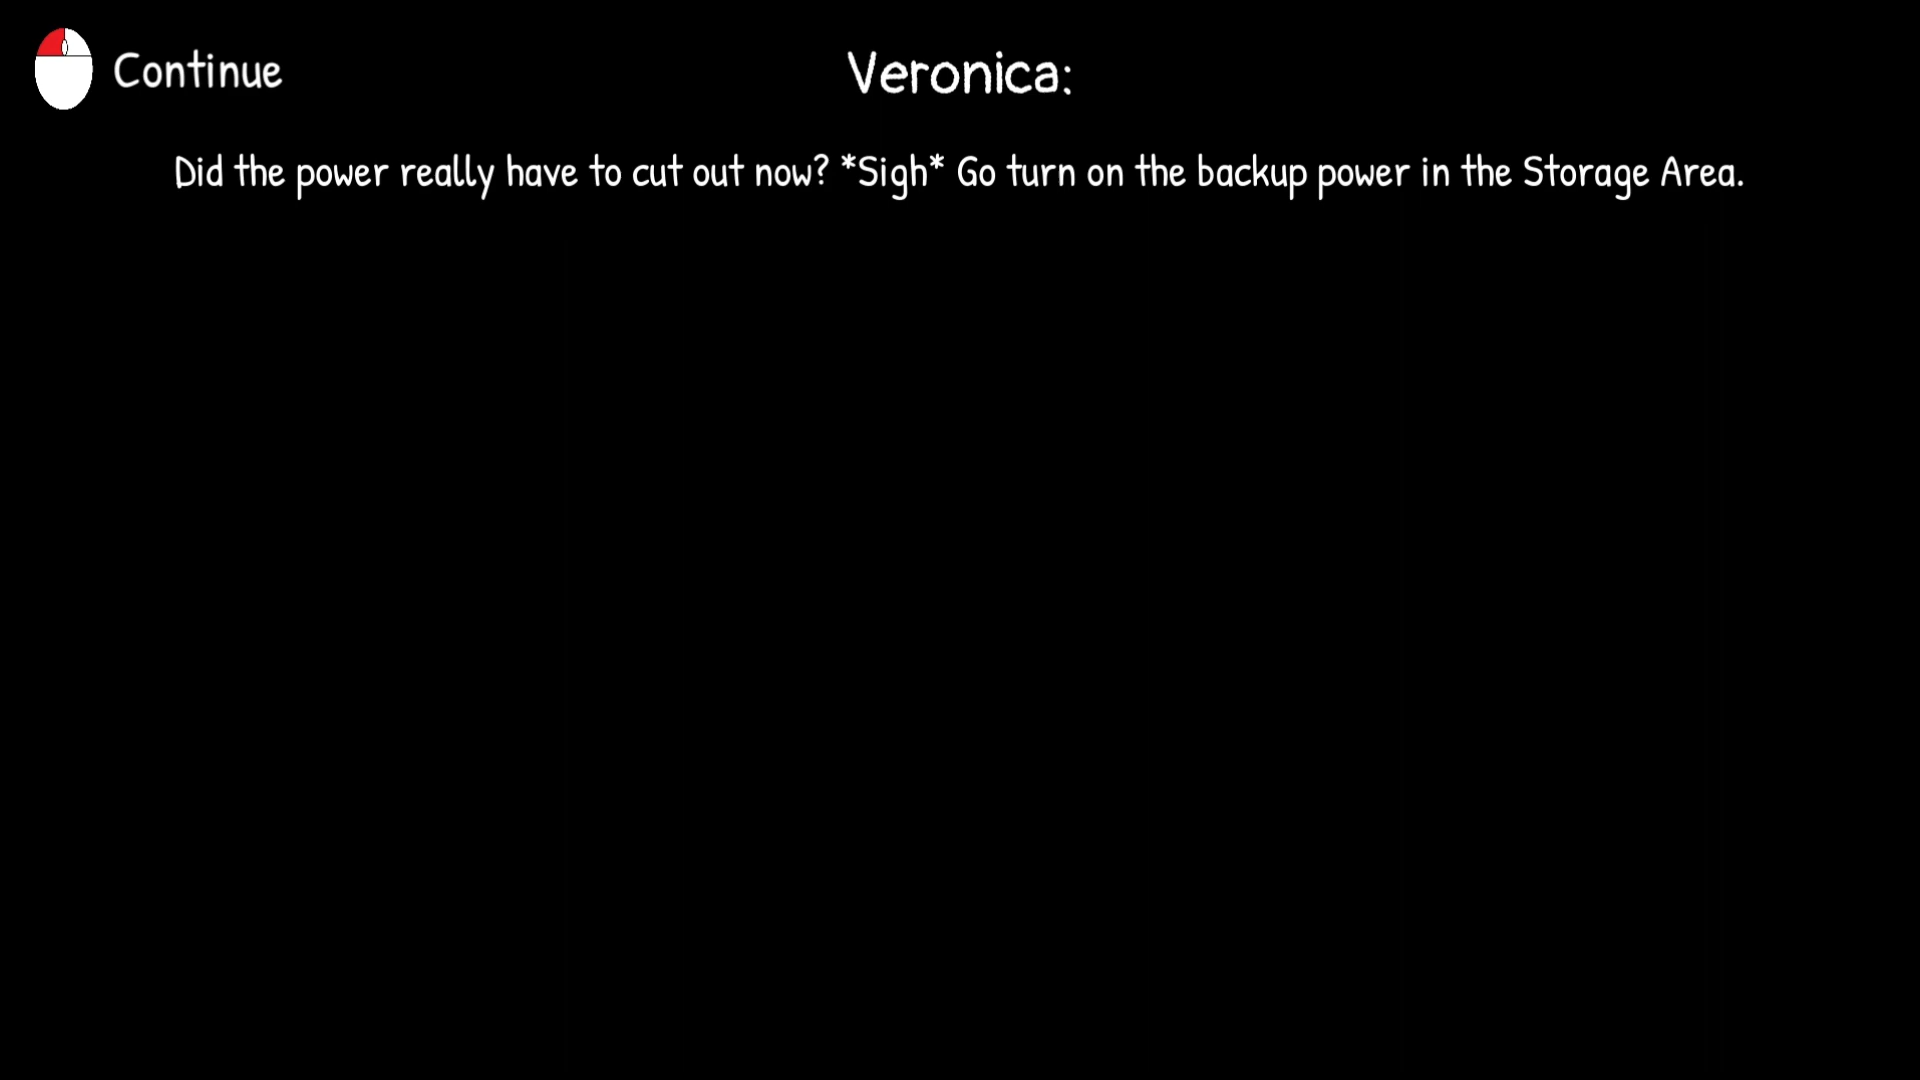 Continue
Veronica:
Did the power really have to cut out now? *Sigh* Go turn on the backup power in the Storage Area.